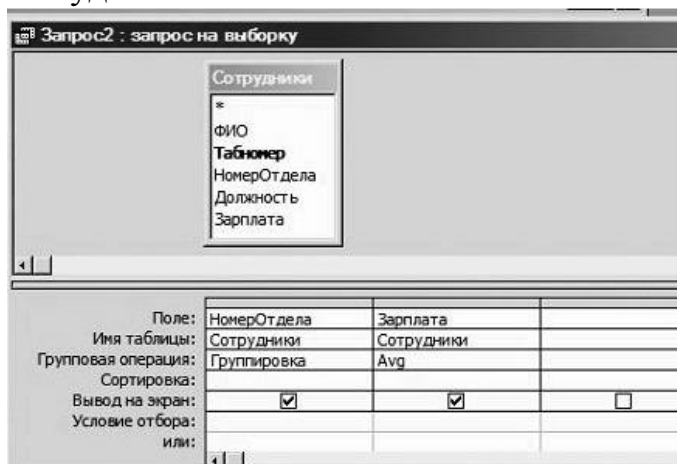 Запрос2 : запрос на выборку
Сотрудники
*
ФИО
Табномер
НомерОтдела
Должность
Зарплата
Поле: НомерОтдела Зарплата
Имя таблицы: Сотрудники Сотрудники
Групповая операция: Группировка Avg
Сортировка:
Вывод на экран:
Условие отбора:
или: